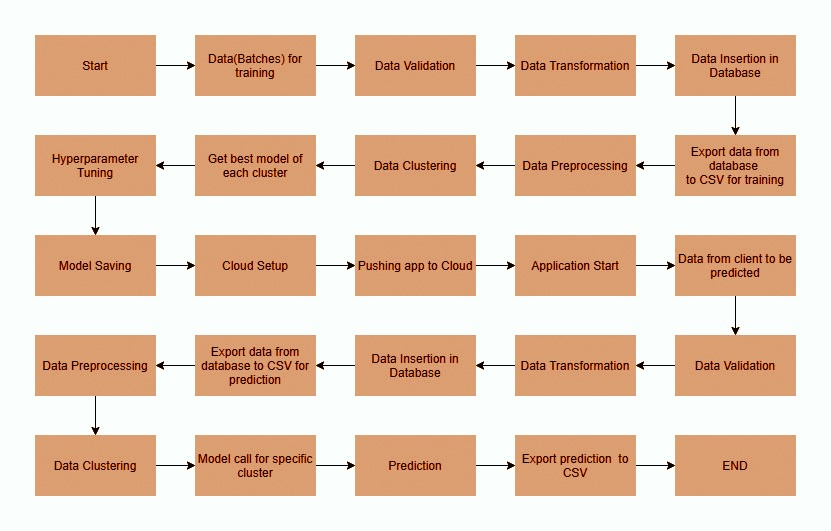 Start
Data(Batches) for
training
Data Validation
Data Transformation
Data Insertion in
Database
Hyperparameter
Tuning
Get best model of
each cluster
Data Clustering
Data Preprocessing
Export data from
database
to CSV for training
Model Saving
Cloud Setup
Pushing app to Cloud
Application Start
Data from client to be
predicted
Data Preprocessing
Export data from
database to CSV for
prediction
Data Insertion in
Database
Data Transformation
Data Validation
Data Clustering
Model call for specific
cluster
Prediction
Export prediction  to
CSV
END